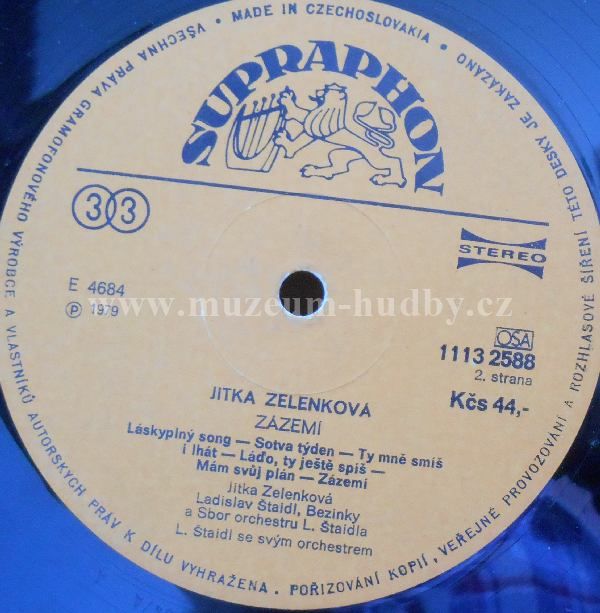 VŠECHNA PRÁVA GRAMOFONOVÉHO VÝROBCE A VLASTNÍKŮ AUTORSKÝCH PRÁV K DÍLU VYHRAŽENA. • POŘIZOVÁNÍ KOPIÍ, VEŘEJNÉ PROVOZOVÁNÍ A ROZHLASOVÉ ŠÍŘENÍ TÉTO DESKY JE ZAKÁZÁNO • MADE IN CZECHOSLOVAKIA •
SUPRAPHON
33
STEREO
E 4684
℗ 1979
www.muzeum-hudby.cz
OSA
1113 2588
2. strana
Kčs 44,-
JITKA ZELENKOVÁ
ZÁZEMÍ
Láskyplný song — Sotva týden — Ty mně smíš
i lhát — Láďo, ty ještě spíš —
Mám svůj plán — Zázemí
Jitka Zelenková
Ladislav Štaidl, Bezinky
a Sbor orchestru L. Štaidla
L. Štaidl se svým orchestrem